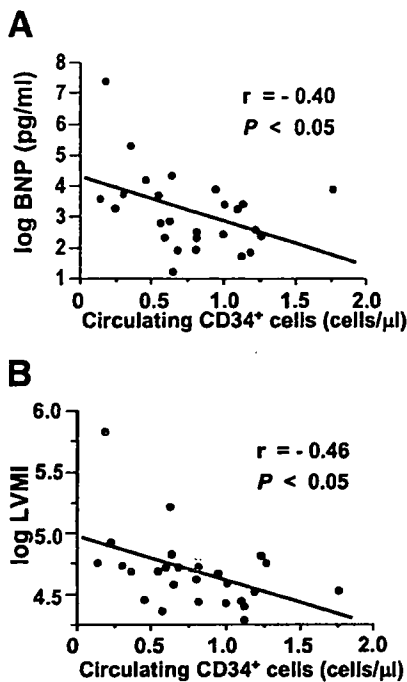 A
8
7
6
5
4
3
2
1
log BNP (pg/ml)
r = - 0.40
P < 0.05
0 0.5 1.0 1.5 2.0
Circulating CD34⁺ cells (cells/μl)
B
6.0
5.5
5.0
4.5
log LVMI
r = - 0.46
P < 0.05
0 0.5 1.0 1.5 2.0
Circulating CD34⁺ cells (cells/μl)